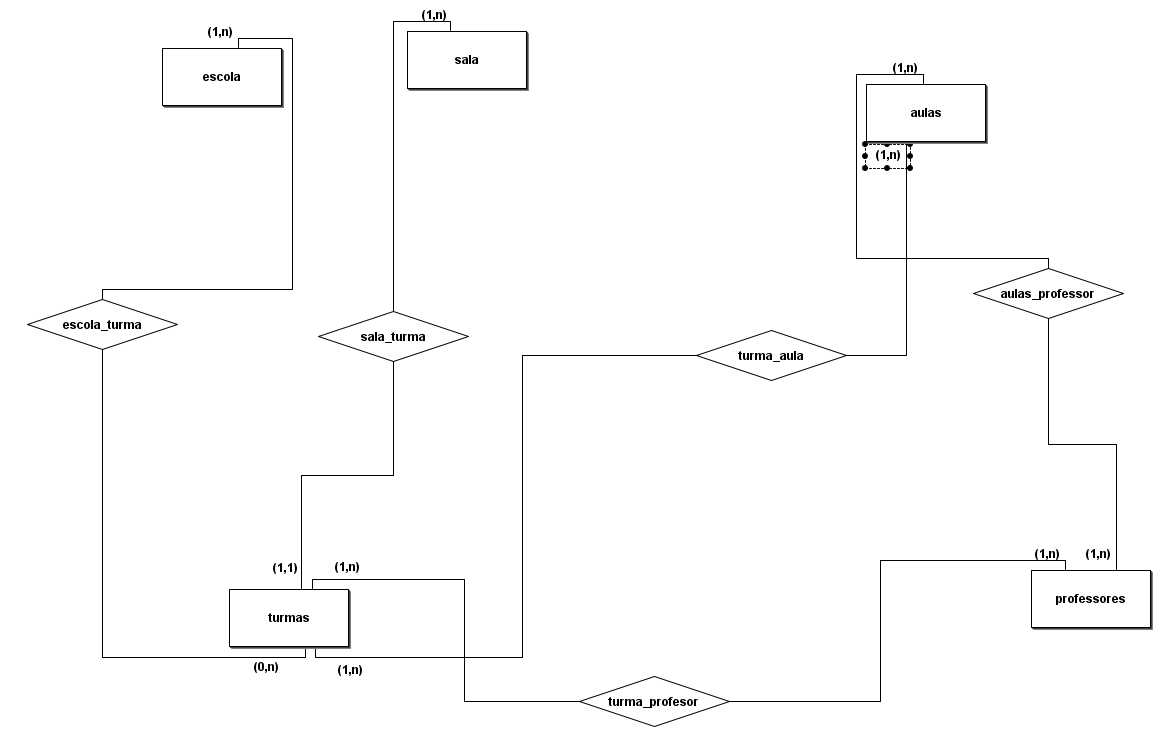 (1,n)
escola
(1,n)
sala
(1,n)
aulas
(1,n)
escola_turma
sala_turma
turma_aula
aulas_professor
(1,1)
(1,n)
turmas
(0,n)
(1,n)
(1,n)
(1,n)
professores
turma_profesor